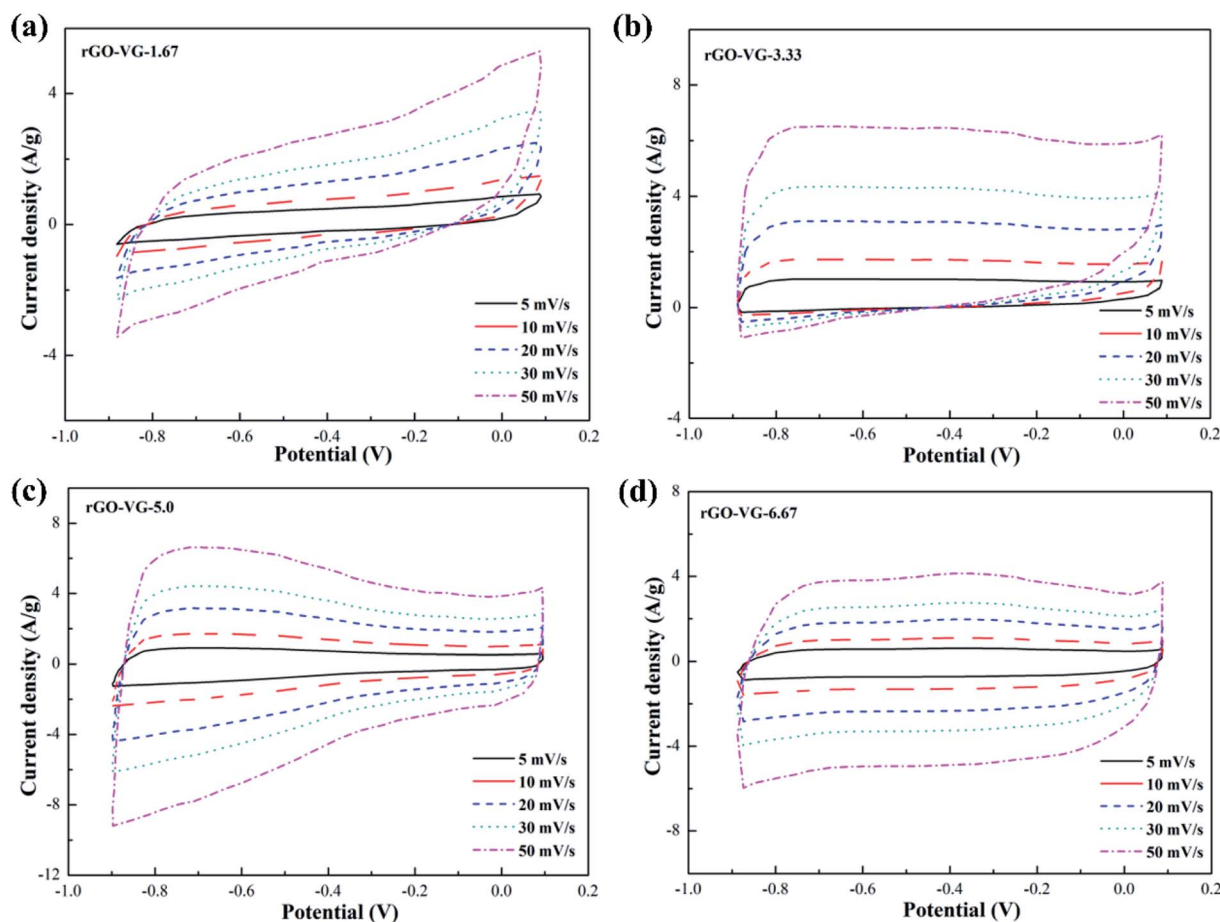 (a)
rGO-VG-1.67
Current density (A/g)
4
0
-4
5 mV/s
10 mV/s
20 mV/s
30 mV/s
50 mV/s
-1.0 -0.8 -0.6 -0.4 -0.2 0.0 0.2
Potential (V)
(b)
rGO-VG-3.33
Current density (A/g)
8
4
0
-4
5 mV/s
10 mV/s
20 mV/s
30 mV/s
50 mV/s
-1.0 -0.8 -0.6 -0.4 -0.2 0.0 0.2
Potential (V)
(c)
rGO-VG-5.0
Current density (A/g)
8
4
0
-4
-8
-12
5 mV/s
10 mV/s
20 mV/s
30 mV/s
50 mV/s
-1.0 -0.8 -0.6 -0.4 -0.2 0.0 0.2
Potential (V)
(d)
rGO-VG-6.67
Current density (A/g)
8
4
0
-4
-8
5 mV/s
10 mV/s
20 mV/s
30 mV/s
50 mV/s
-1.0 -0.8 -0.6 -0.4 -0.2 0.0 0.2
Potential (V)